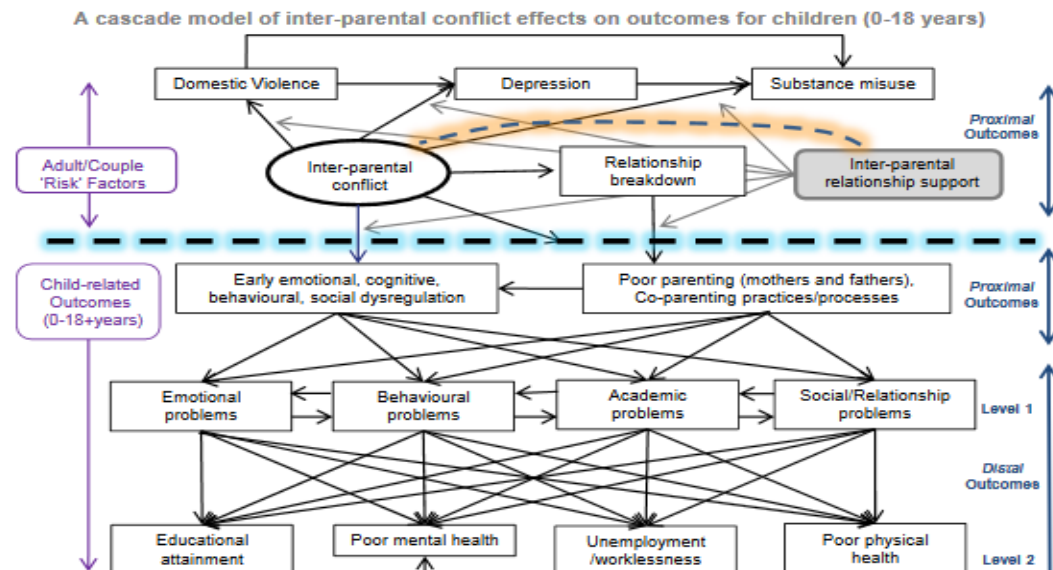 A cascade model of inter-parental conflict effects on outcomes for children (0-18 years)
Domestic Violence
Depression
Substance misuse
Proximal
Outcomes
Adult/Couple
'Risk' Factors
Inter-parental
conflict
Relationship
breakdown
Inter-parental
relationship support
Child-related
Outcomes
(0-18+years)
Early emotional, cognitive,
behavioural, social dysregulation
Poor parenting (mothers and fathers),
Co-parenting practices/processes
Proximal
Outcomes
Emotional
problems
Behavioural
problems
Academic
problems
Social/Relationship
problems
Level 1
Distal
Outcomes
Educational
attainment
Poor mental health
Unemployment
/worklessness
Poor physical
health
Level 2